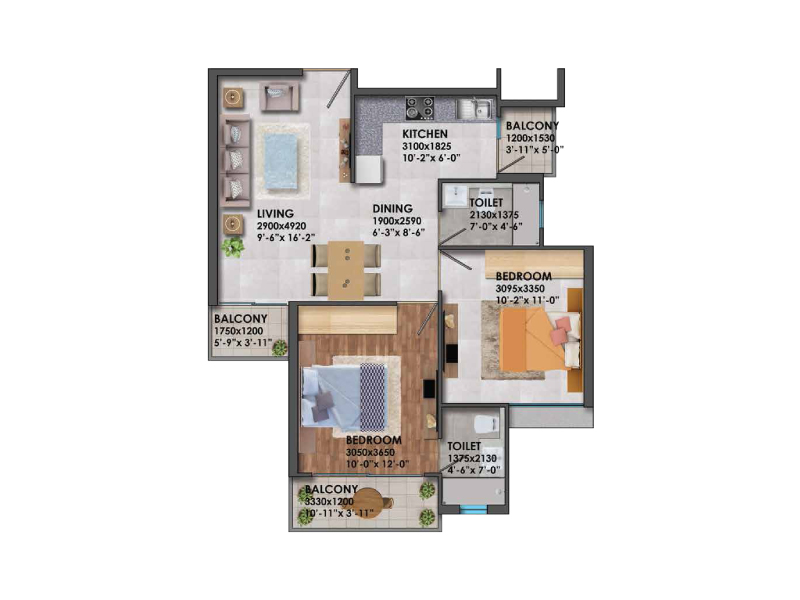 KITCHEN
3100x1825
10'-2"x 6'-0"
BALCONY
1200x1530
3'-11"x 5'-0"
LIVING
2900x4920
9'-6"x 16'-2"
DINING
1900x2590
6'-3"x 8'-6"
TOILET
2130x1375
7'-0"x 4'-6"
BEDROOM
3095x3350
10'-2"x 11'-0"
BALCONY
1750x1200
5'-9"x 3'-11"
BEDROOM
3050x3650
10'-0"x 12'-0"
TOILET
1375x2130
4'-6"x 7'-0"
BALCONY
3330x1200
10'-11"x 3'-11"